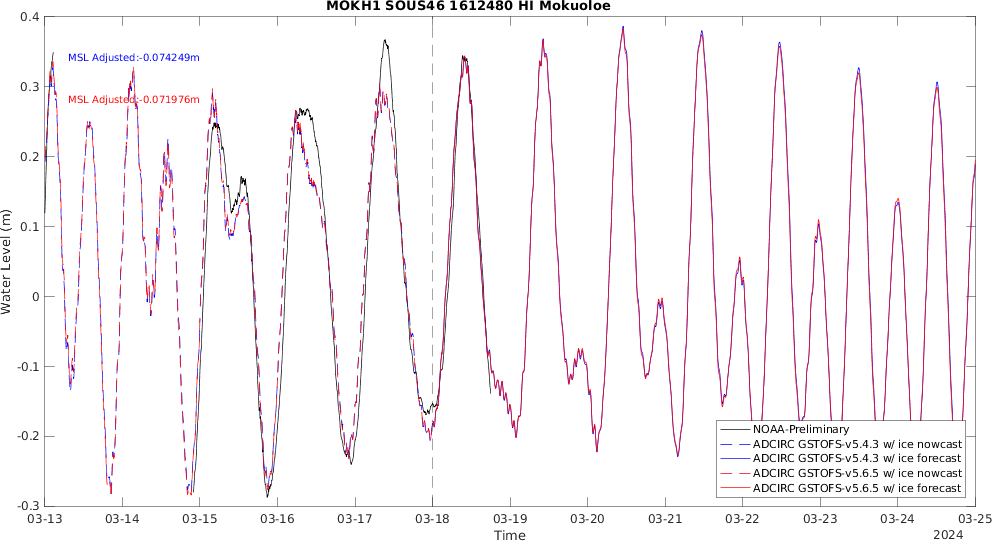 MOKH1 SOUS46 1612480 HI Mokuoloe
0.4
0.3
0.2
0.1
0
-0.1
-0.2
-0.3
Water Level (m)
MSL Adjusted:-0.074249m
MSL Adjusted:-0.071976m
NOAA-Preliminary
ADCIRC GSTOFS-v5.4.3 w/ ice nowcast
ADCIRC GSTOFS-v5.4.3 w/ ice forecast
ADCIRC GSTOFS-v5.6.5 w/ ice nowcast
ADCIRC GSTOFS-v5.6.5 w/ ice forecast
03-13 03-14 03-15 03-16 03-17 03-18 03-19 03-20 03-21 03-22 03-23 03-24 03-25
Time
2024